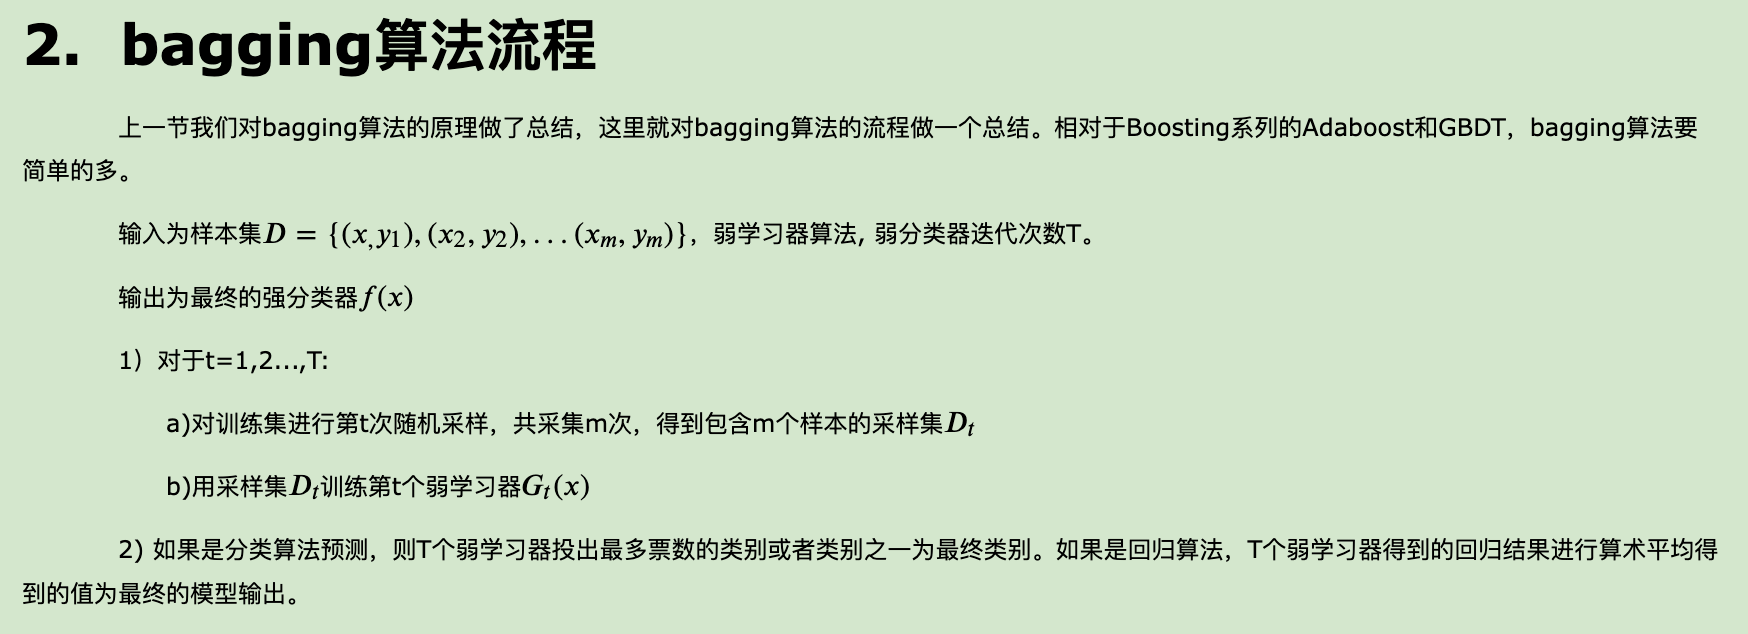 2.  bagging算法流程
上一节我们对bagging算法的原理做了总结，这里就对bagging算法的流程做一个总结。相对于Boosting系列的Adaboost和GBDT，bagging算法要
简单的多。
输入为样本集D = {(x,y₁), (x₂, y₂), . . . (xₘ, yₘ)}，弱学习器算法, 弱分类器迭代次数T。
输出为最终的强分类器f(x)
1）对于t=1,2...,T:
a)对训练集进行第t次随机采样，共采集m次，得到包含m个样本的采样集Dₜ
b)用采样集Dₜ训练第t个弱学习器Gₜ(x)
2) 如果是分类算法预测，则T个弱学习器投出最多票数的类别或者类别之一为最终类别。如果是回归算法，T个弱学习器得到的回归结果进行算术平均得
到的值为最终的模型输出。